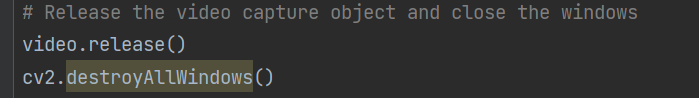 # Release the video capture object and close the windows
video.release()
cv2.destroyAllWindows()